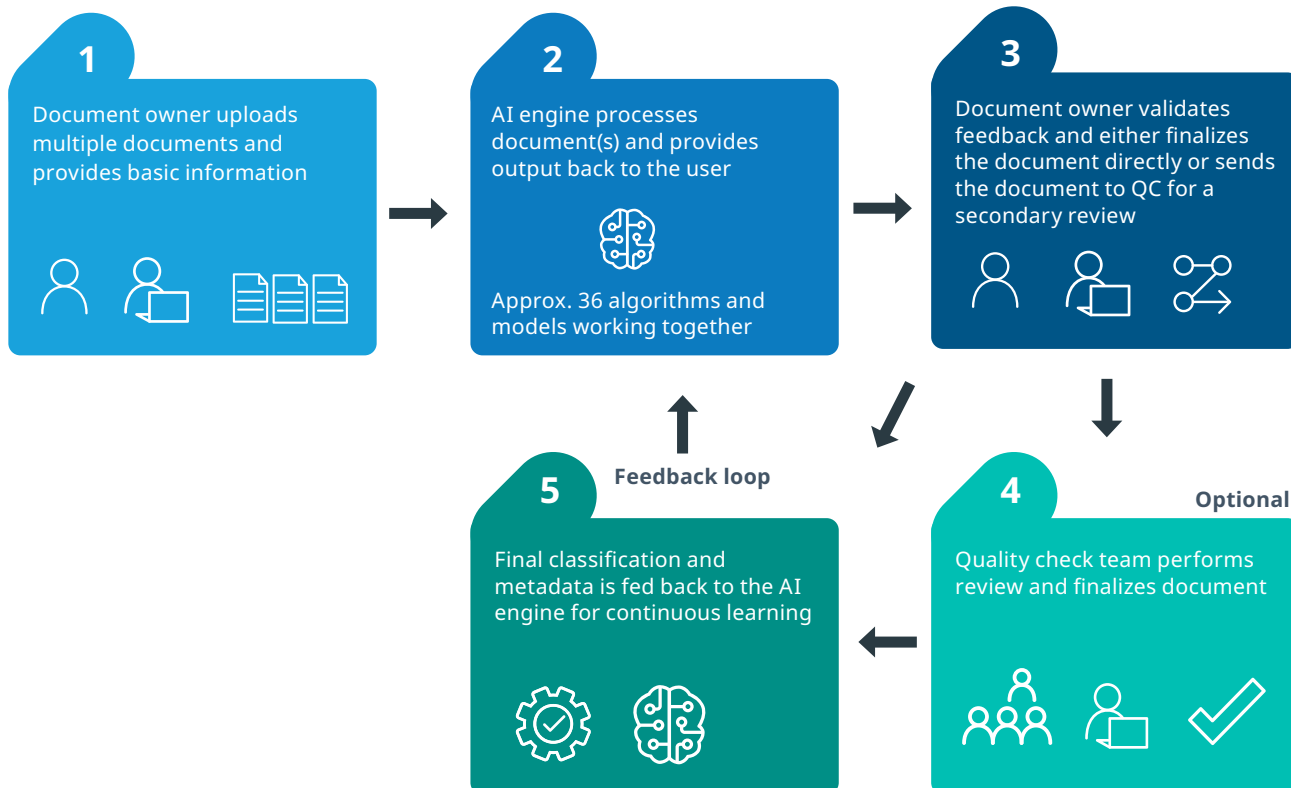 1
Document owner uploads
multiple documents and
provides basic information
2
AI engine processes
document(s) and provides
output back to the user
Approx. 36 algorithms and
models working together
3
Document owner validates
feedback and either finalizes
the document directly or sends
the document to QC for a
secondary review
Optional
4
Quality check team performs
review and finalizes document
Feedback loop
5
Final classification and
metadata is fed back to the AI
engine for continuous learning